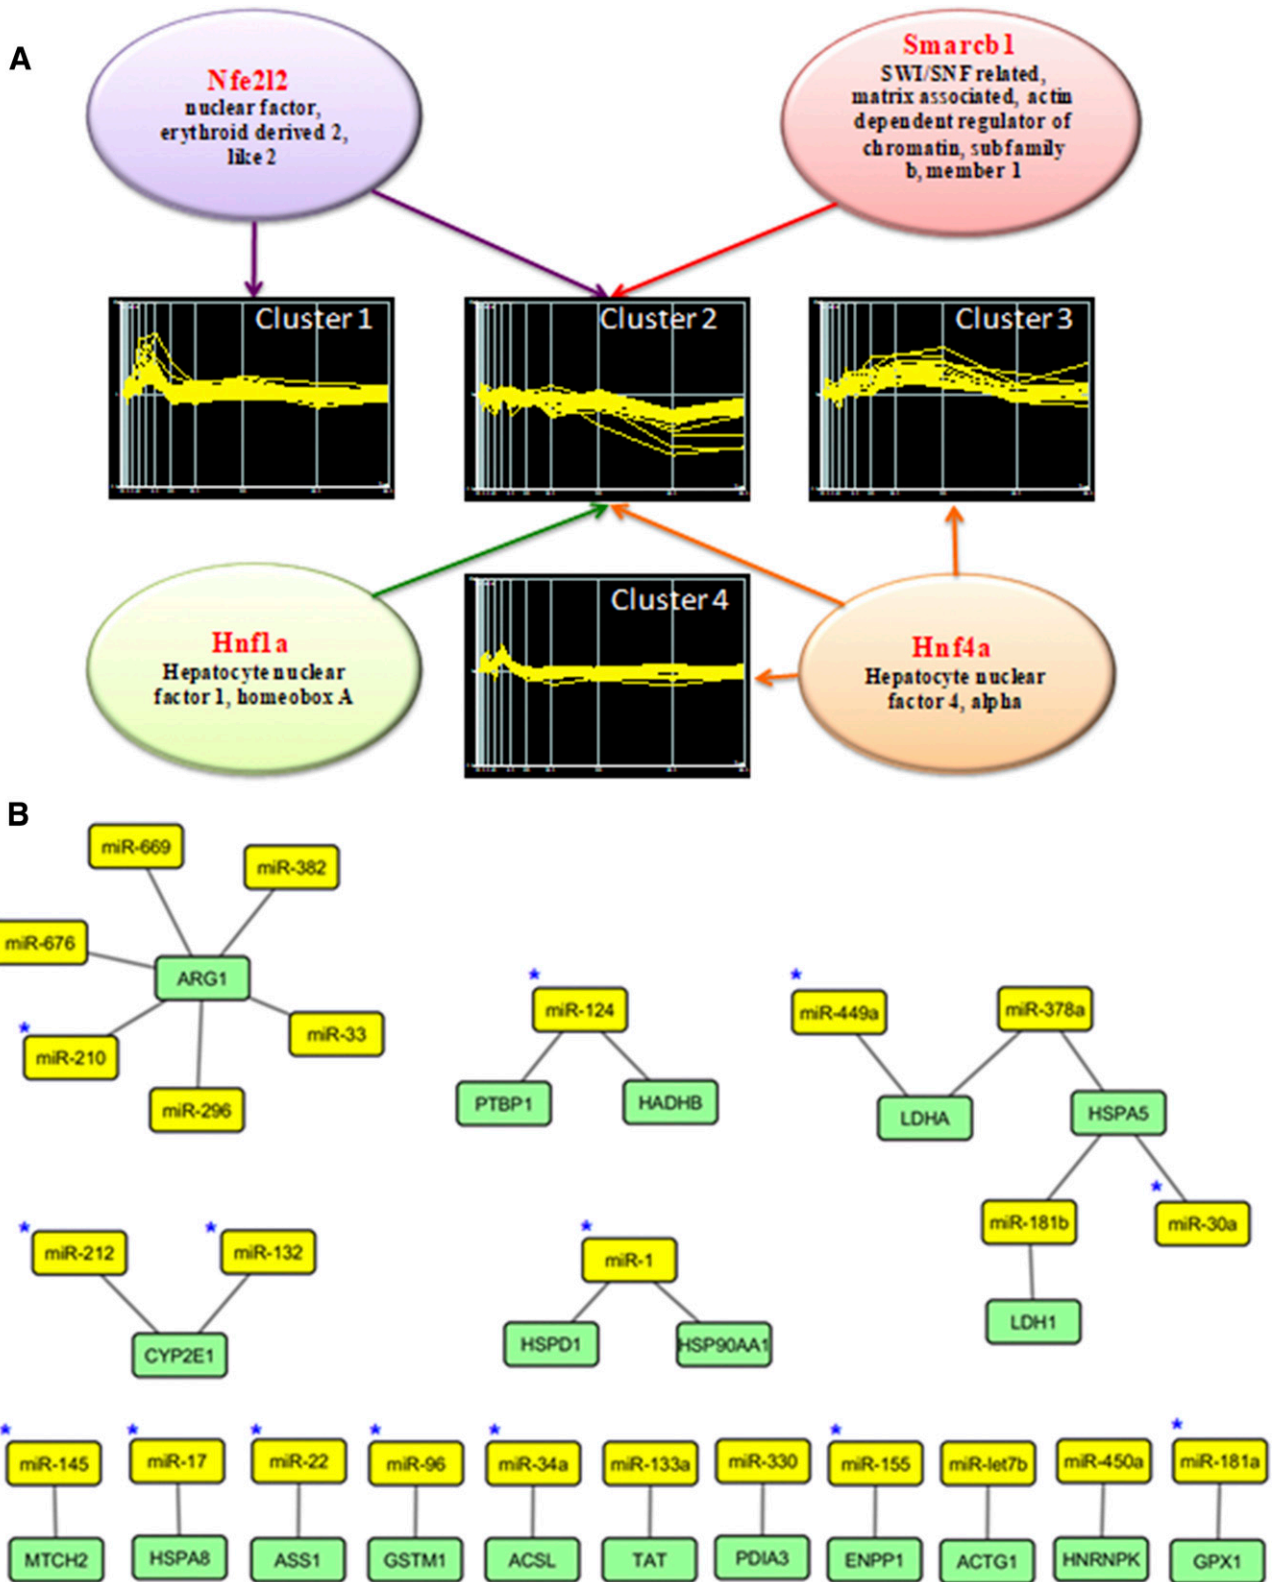 A
Nfe2l2
nuclear factor,
erythroid derived 2,
like 2
Smarcb1
SWI/SNF related,
matrix associated, actin
dependent regulator of
chromatin, subfamily
b, member 1
Cluster 1
Cluster 2
Cluster 3
Hnf1a
Hepatocyte nuclear
factor 1, homeobox A
Cluster 4
Hnf4a
Hepatocyte nuclear
factor 4, alpha
B
miR-669
miR-382
miR-676
ARG1
miR-33
* miR-210
miR-296
* miR-124
PTBP1
HADHB
* miR-449a
miR-378a
LDHA
HSPA5
miR-181b
* miR-30a
LDH1
* miR-212
* miR-132
CYP2E1
* miR-1
HSPD1
HSP90AA1
* miR-145
* miR-17
* miR-22
* miR-96
* miR-34a
miR-133a
miR-330
* miR-155
miR-let7b
miR-450a
* miR-181a
MTCH2
HSPA8
ASS1
GSTM1
ACSL
TAT
PDIA3
ENPP1
ACTG1
HNRNPK
GPX1